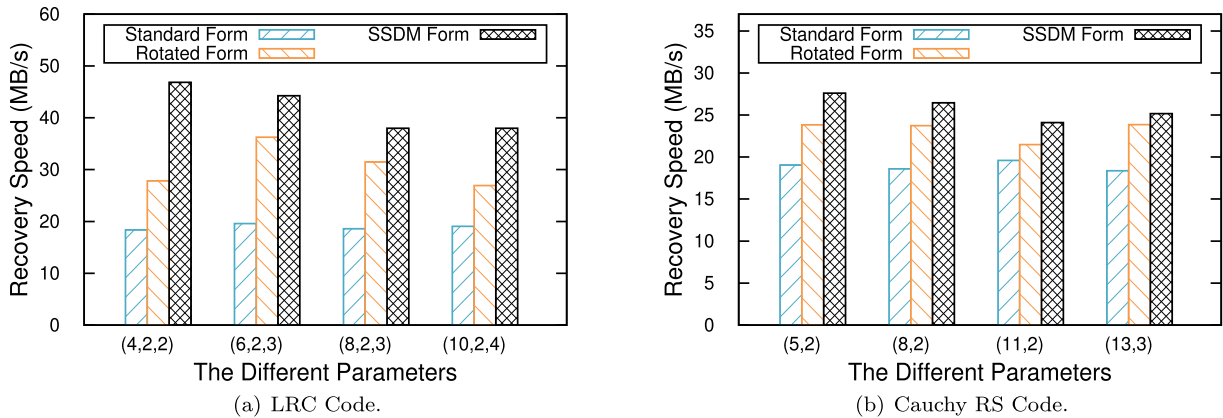 Recovery Speed (MB/s)
60
50
40
30
20
10
0
Standard Form
Rotated Form
SSDM Form
(4,2,2) (6,2,3) (8,2,3) (10,2,4)
The Different Parameters
(a) LRC Code.
Recovery Speed (MB/s)
35
30
25
20
15
10
5
0
Standard Form
Rotated Form
SSDM Form
(5,2) (8,2) (11,2) (13,3)
The Different Parameters
(b) Cauchy RS Code.